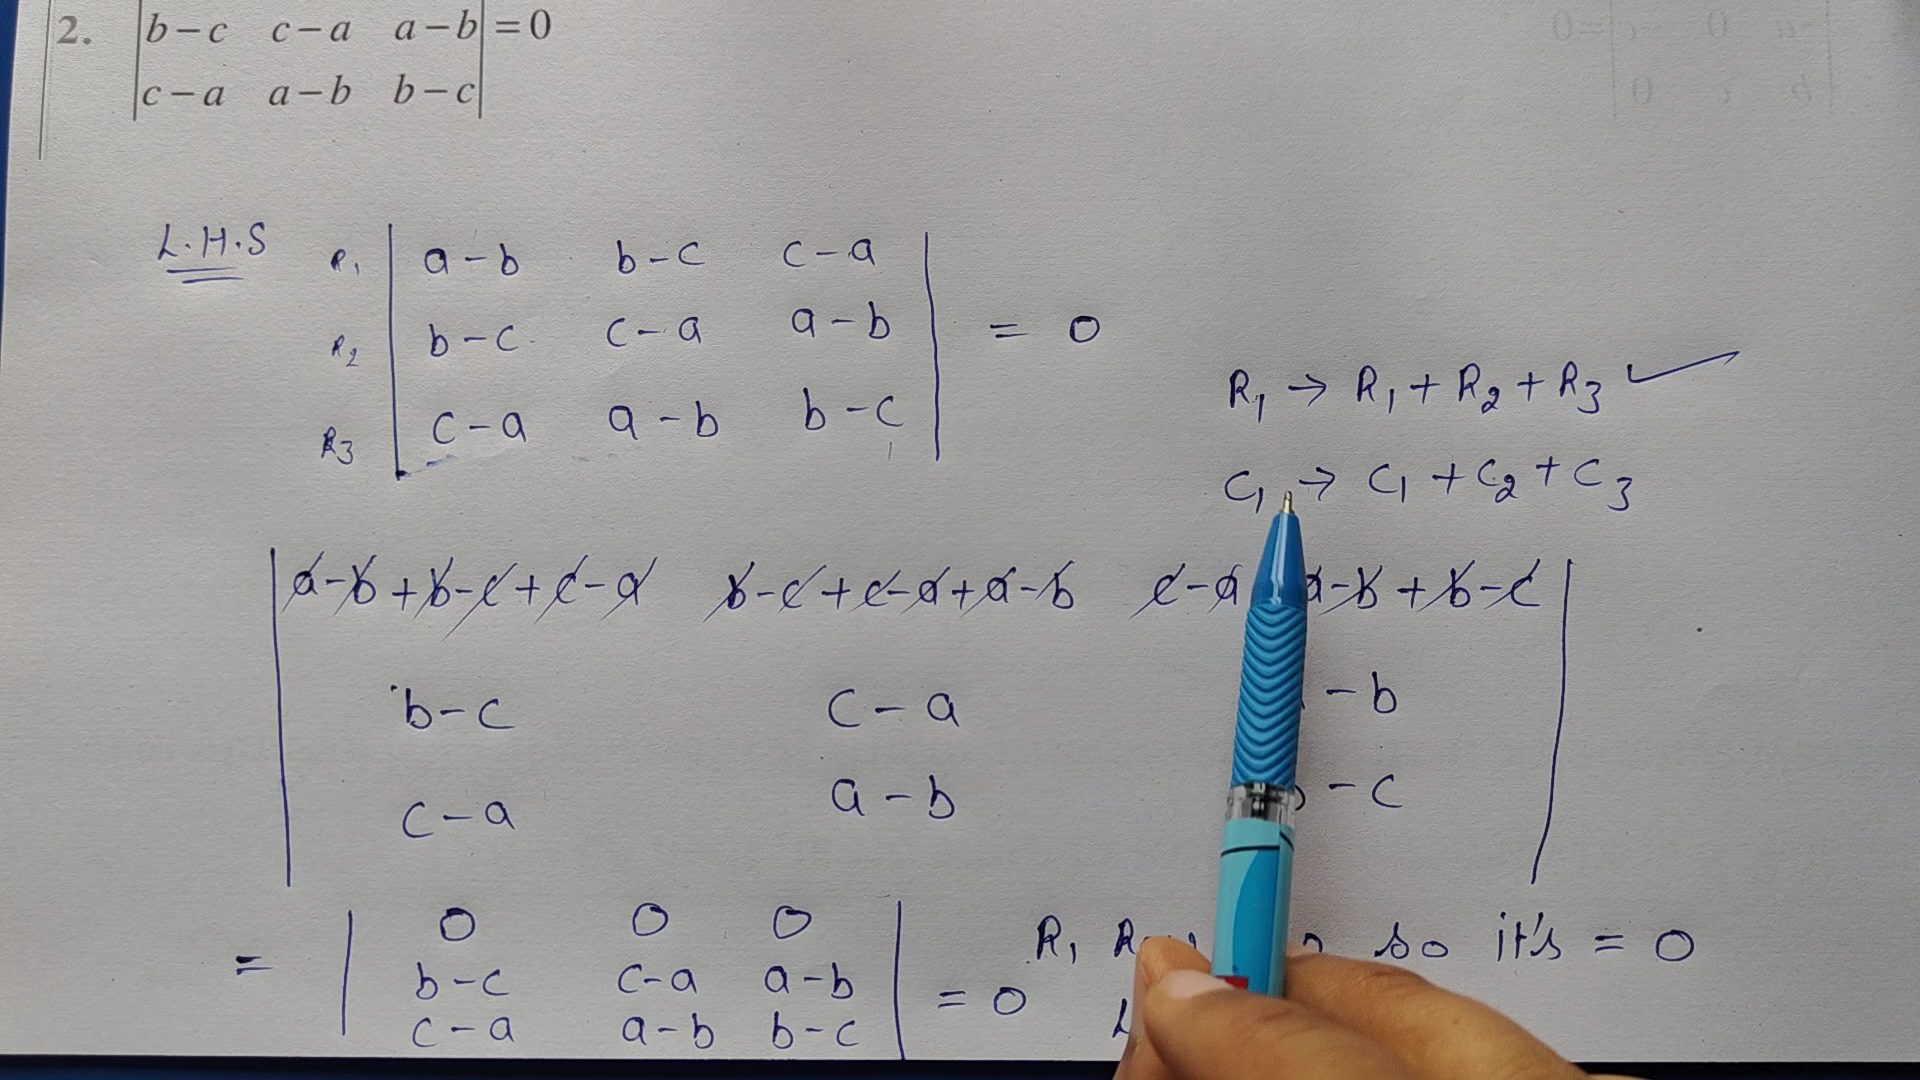 2. |b-c c-a a-b| = 0
|c-a a-b b-c|
L.H.S R₁ | a-b b-c c-a |
R₂ | b-c c-a a-b | = 0
R₃ | c-a a-b b-c |
R₁ → R₁ + R₂ + R₃ ✓
C₁ → C₁ + C₂ + C₃
| a-b+b-c+c-a b-c+c-a+a-b c-a a-b+b-c |
b-c c-a -b
c-a a-b -c
= | 0 0 0 |
| b-c c-a a-b | = 0
| c-a a-b b-c |
R₁ so it's = 0